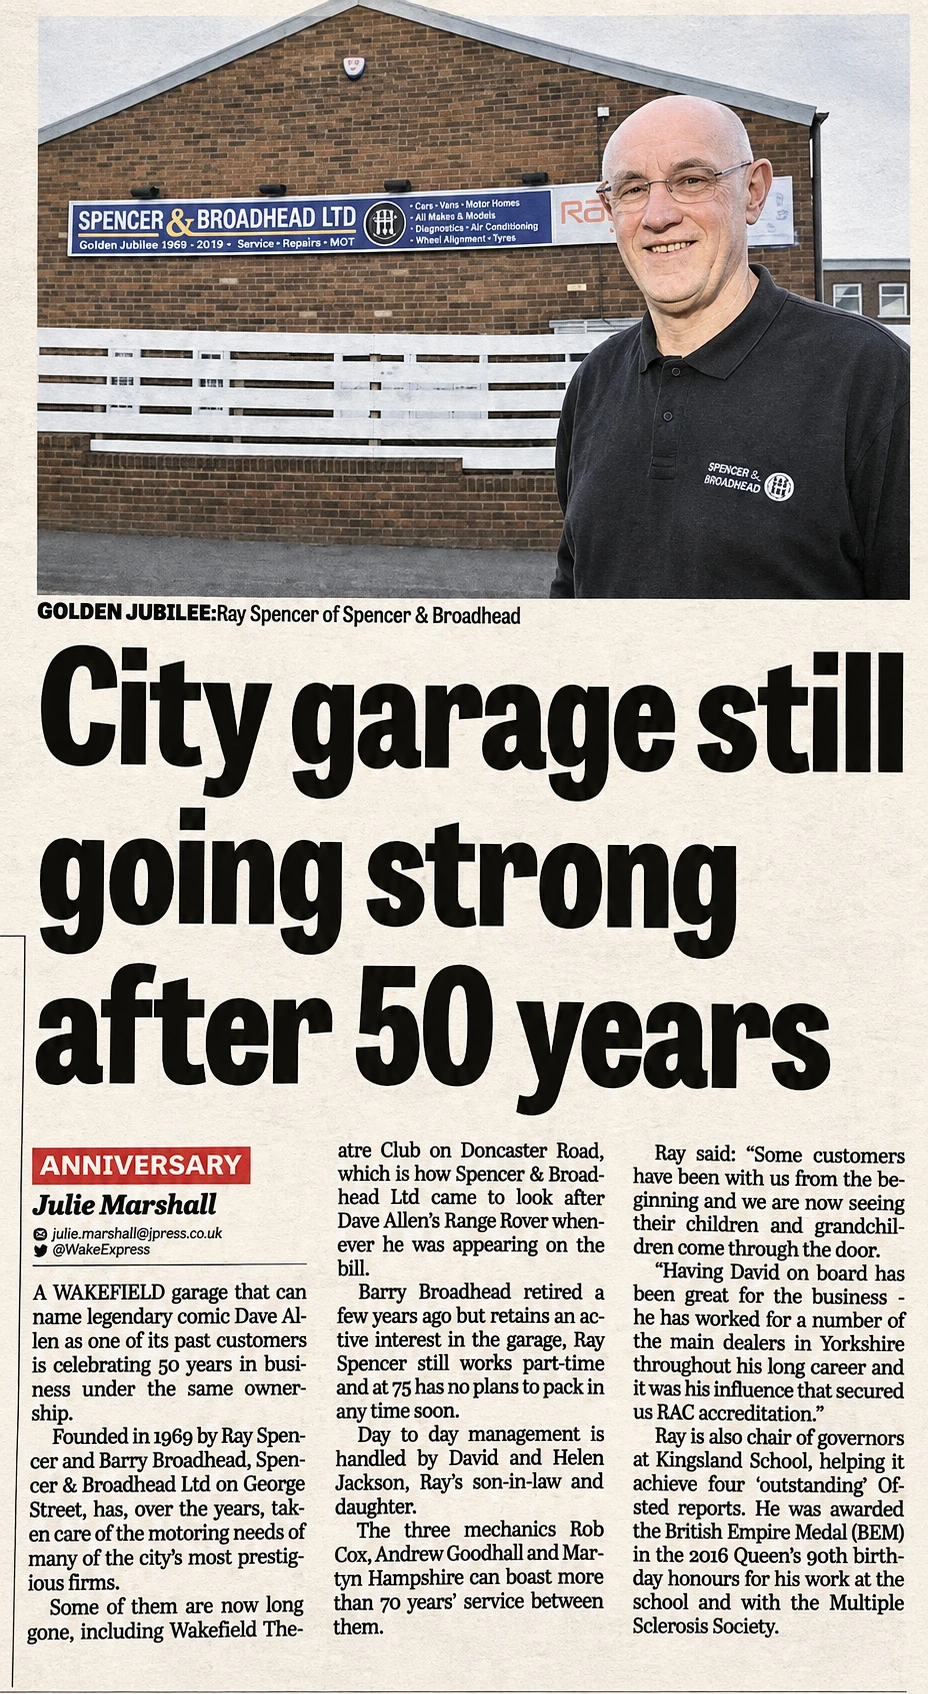 SPENCER & BROADHEAD LTD
Golden Jubilee 1969 - 2019 - Service • Repairs • MOT
• Cars • Vans • Motor Homes
• All Makes & Models
• Diagnostics • Air Conditioning
• Wheel Alignment • Tyres
SPENCER &
BROADHEAD
GOLDEN JUBILEE:Ray Spencer of Spencer & Broadhead
City garage still
going strong
after 50 years
ANNIVERSARY
Julie Marshall
julie.marshall@jpress.co.uk
@WakeExpress
A WAKEFIELD garage that can
name legendary comic Dave Al-
len as one of its past customers
is celebrating 50 years in busi-
ness under the same owner-
ship.
Founded in 1969 by Ray Spen-
cer and Barry Broadhead, Spen-
cer & Broadhead Ltd on George
Street, has, over the years, tak-
en care of the motoring needs of
many of the city's most prestig-
ious firms.
Some of them are now long
gone, including Wakefield The-
atre Club on Doncaster Road,
which is how Spencer & Broad-
head Ltd came to look after
Dave Allen's Range Rover when-
ever he was appearing on the
bill.
Barry Broadhead retired a
few years ago but retains an ac-
tive interest in the garage, Ray
Spencer still works part-time
and at 75 has no plans to pack in
any time soon.
Day to day management is
handled by David and Helen
Jackson, Ray's son-in-law and
daughter.
The three mechanics Rob
Cox, Andrew Goodhall and Mar-
tyn Hampshire can boast more
than 70 years' service between
them.
Ray said: “Some customers
have been with us from the be-
ginning and we are now seeing
their children and grandchil-
dren come through the door.
“Having David on board has
been great for the business -
he has worked for a number of
the main dealers in Yorkshire
throughout his long career and
it was his influence that secured
us RAC accreditation.”
Ray is also chair of governors
at Kingsland School, helping it
achieve four ‘outstanding’ Of-
sted reports. He was awarded
the British Empire Medal (BEM)
in the 2016 Queen's 90th birth-
day honours for his work at the
school and with the Multiple
Sclerosis Society.